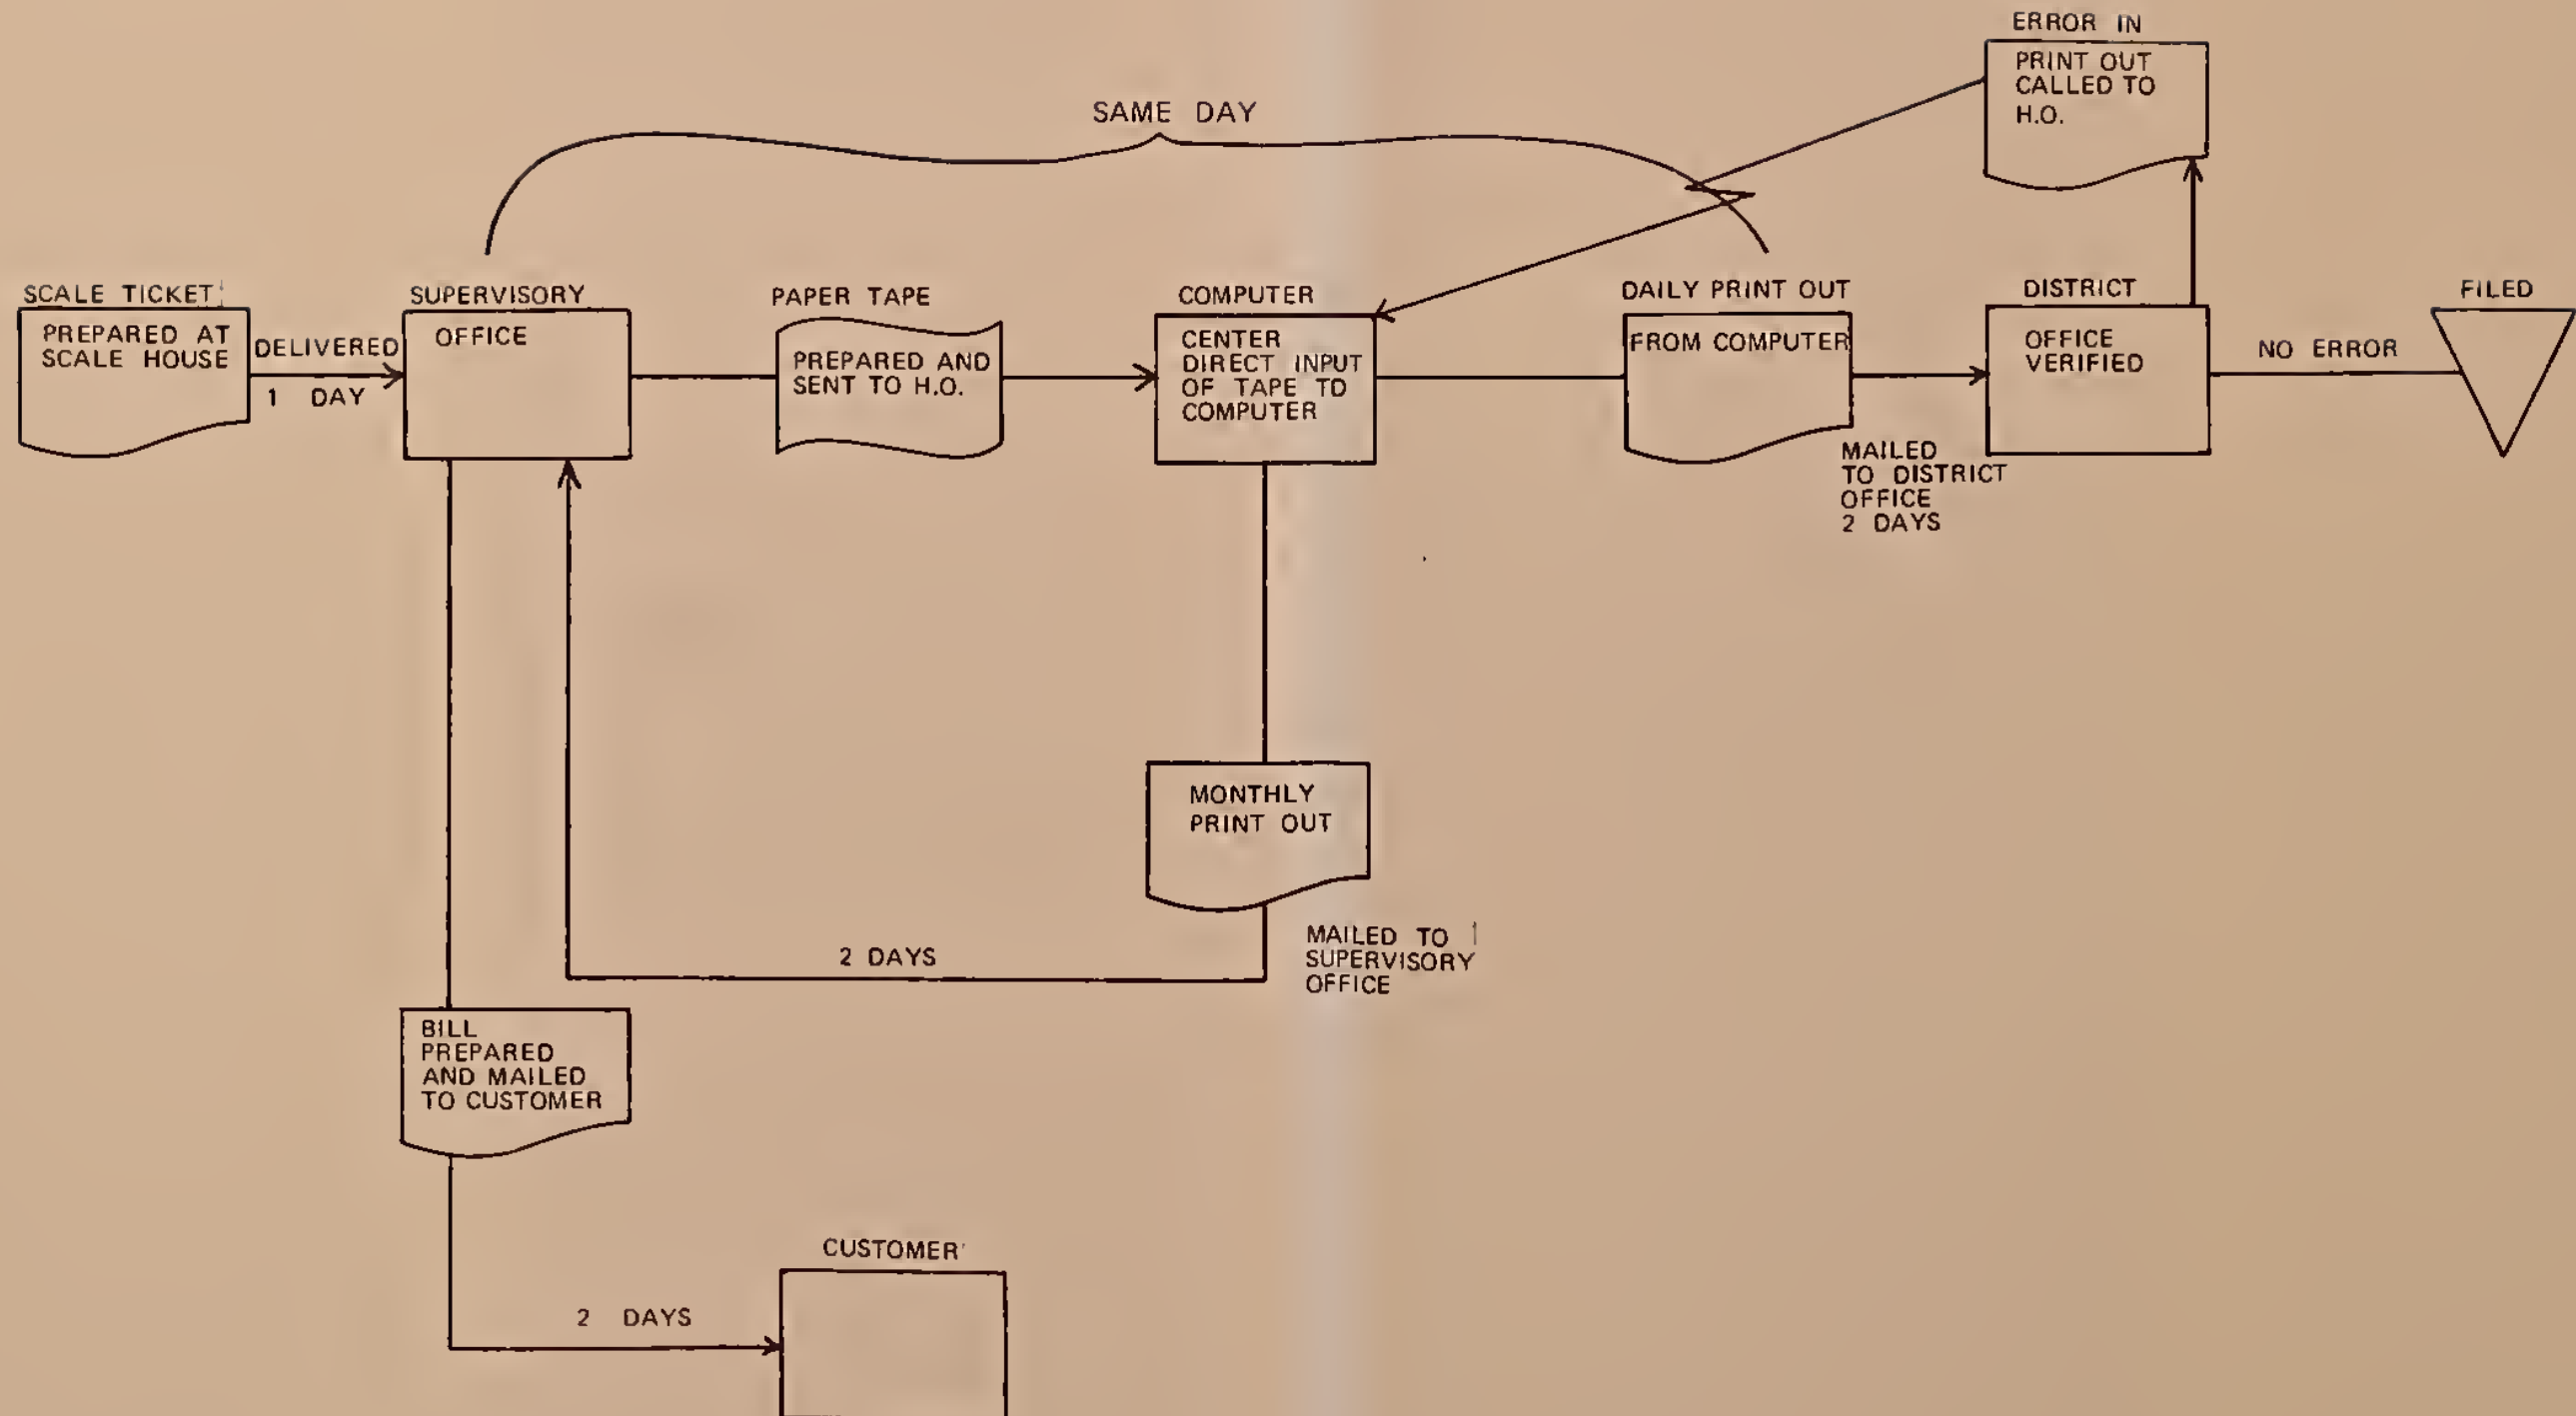 ERROR IN
PRINT OUT
CALLED TO
H.O.
SAME DAY
SCALE TICKET
PREPARED AT
SCALE HOUSE
DELIVERED
1 DAY
SUPERVISORY
OFFICE
PAPER TAPE
PREPARED AND
SENT TO H.O.
COMPUTER
CENTER
DIRECT INPUT
OF TAPE TO
COMPUTER
DAILY PRINT OUT
FROM COMPUTER
MAILED
TO DISTRICT
OFFICE
2 DAYS
DISTRICT
OFFICE
VERIFIED
NO ERROR
FILED
MONTHLY
PRINT OUT
MAILED TO
SUPERVISORY
OFFICE
2 DAYS
BILL
PREPARED
AND MAILED
TO CUSTOMER
2 DAYS
CUSTOMER